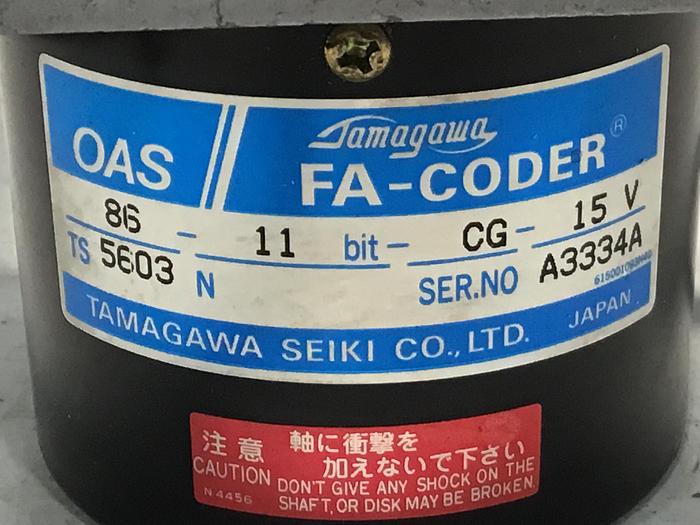 OAS Tamagawa ®
FA-CODER
86 - 11 bit - CG - 15 V
TS 5603 N SER.NO A3334A
TAMAGAWA SEIKI CO., LTD. JAPAN
注意 軸に衝撃を
加えないで下さい
CAUTION DON'T GIVE ANY SHOCK ON THE
N4456 SHAFT, OR DISK MAY BE BROKEN.